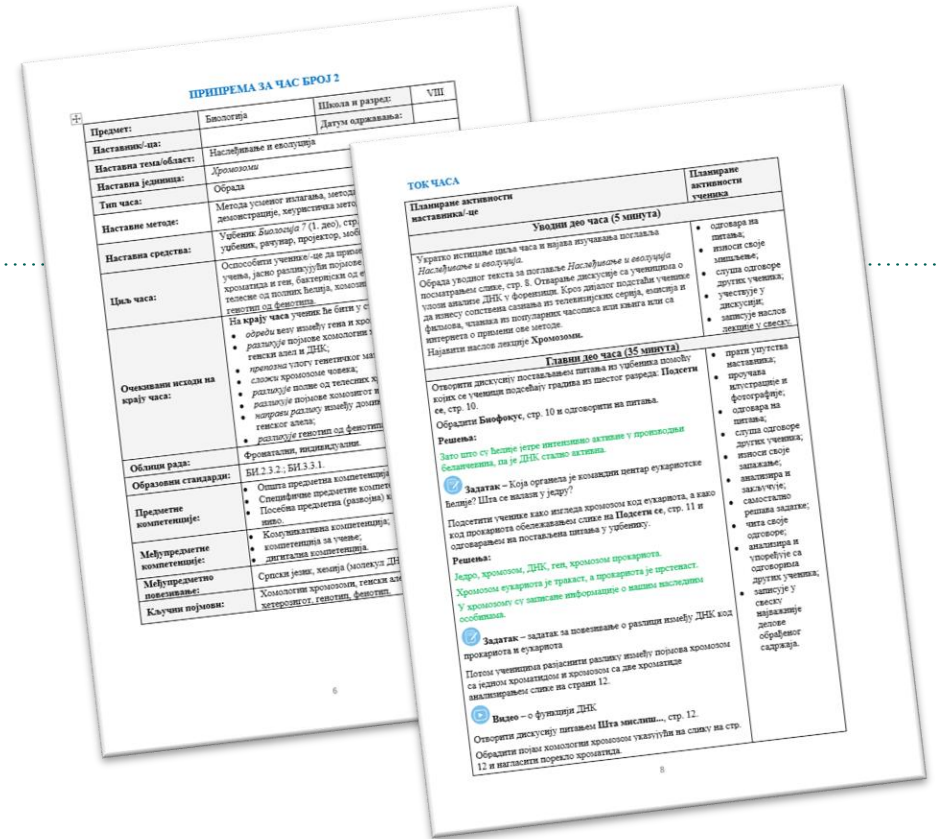 ПРИПРЕМА ЗА ЧАС БРОЈ 2
Предмет: Биологија Школа и разред: VIII
Наставник/-ца: Датум одржавања:
Наставна тема/област: Наслеђивање и еволуција
Наставна јединица: Хромозоми
Тип часа: Обрада
Наставне методе: Метода усменог излагања, метода
демонстрације, хеуристичка
Наставна средства: Уџбеник Биологија 7 (1. део), стр.
уџбеник, рачунар, пројектор,
Циљ часа: Оспособити ученике/-це да
учења, јасно разликујући појмове
хроматида и ген, бактеријски од
телесне од полних ћелија,
генотип од фенотипа.
Очекивани исходи на
крају часа:
На крају часа ученик ће бити у
• одреди везу између гена и
• разликује појмове хомологни
генски алел и ДНК;
• препозна улогу генетичког
• сложи хромозоме човека;
• разликује полне од телесних
• разликује појмове хомозигот и
• направи разлику између
генског алела;
• разликује генотип од
Облици рада: Фронтални, индивидуални.
Образовни стандарди: БИ.2.3.2.; БИ.3.3.1.
Предметне
компетенције:
• Општа предметна компетенција
• Специфичне предметне
• Посебна предметна (развојна)
ниво.
Међупредметне
компетенције:
• Комуникативна компетенција;
• компетенција за учење;
• дигитална компетенција.
Међупредметно
повезивање:
Српски језик, хемија (молекул
Кључни појмови: Хомологни хромозоми, генски
хетерозигот, генотип, фенотип.
6
ТОК ЧАСА
Планиране активности
наставника/-це
Планиране
активности
ученика
Уводни део часа (5 минута)
Укратко истицање циља часа и најава изучавања поглавља
Наслеђивање и еволуција.
Обрада уводног текста за поглавље Наслеђивање и еволуција
посматрањем слике, стр. 8. Отварање дискусије са ученицима о
улози анализе ДНК у форензици. Кроз дијалог подстаћи ученике
да изнесу сопствена сазнања из телевизијских серија, емисија и
филмова, чланака из популарних часописа или књига или са
интернета о примени ове методе.
Најавити наслов лекције Хромозоми.
• одговара на
питања;
• износи своје
мишљење;
• слуша одговоре
других ученика;
• учествује у
дискусији;
• записује наслов
лекције у свеску.
Главни део часа (35 минута)
Отворити дискусију постављањем питања из уџбеника помоћу
којих се ученици подсећају градива из шестог разреда: Подсети
се, стр. 10.
Обрадити Биофокус, стр. 10 и одговорити на питања.
Решења:
Зато што су ћелије јетре интензивно активне у производњи
беланчевина, па је ДНК стално активна.
Задатак – Која органела је командни центар еукариотске
ћелије? Шта се налази у једру?
Подсетити ученике како изгледа хромозом код еукариота, а како
код прокариота обележавањем слике на Подсети се, стр. 11 и
одговарањем на постављена питања у уџбенику.
Решења:
Једро, хромозом, ДНК, ген, хромозом прокариота.
Хромозом еукариота је тракаст, а прокариота је прстенаст.
У хромозому су записане информације о нашим наследним
особинама.
Задатак – задатак за повезивање о разлици између ДНК код
прокариота и еукариота
Потом ученицима разјаснити разлику између појмова хромозом
са једном хроматидом и хромозом са две хроматиде
анализирањем слике на страни 12.
Видео – о функцији ДНК
Отворити дискусију питањем Шта мислиш..., стр. 12.
Обрадити појам хомологни хромозом указујући на слику на стр.
12 и нагласити порекло хроматида.
• прати упутства
наставника;
• проучава
илустрације и
фотографије;
• одговара на
питања;
• слуша одговоре
других ученика;
• износи своје
запажање;
• анализира и
закључује;
• самостално
решава задатке;
• чита своје
одговоре;
• анализира и
упоређује са
одговорима
других ученика;
• записује у
свеску
најважније
делове
обрађеног
садржаја.
8